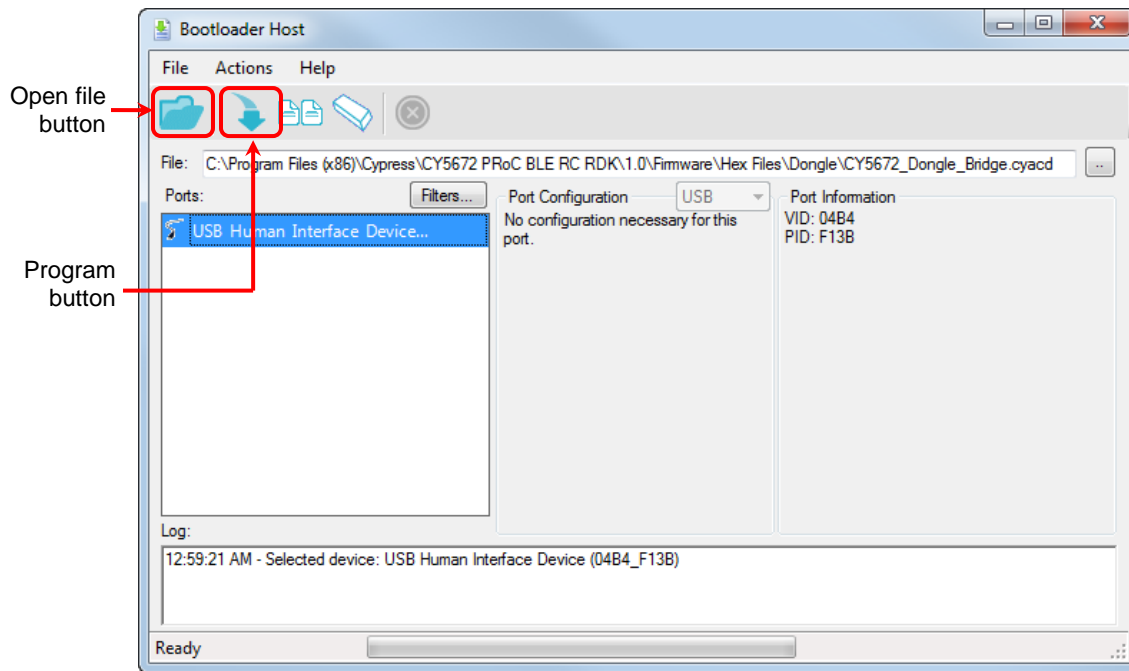 Bootloader Host
File Actions Help
Open file
button
File: C:\Program Files (x86)\Cypress\CY5672 PRoC BLE RC RDK\1.0\Firmware\Hex Files\Dongle\CY5672_Dongle_Bridge.cyacd ..
Ports: Filters...
USB Human Interface Device...
Port Configuration USB
No configuration necessary for this
port.
Port Information
VID: 04B4
PID: F13B
Program
button
Log:
12:59:21 AM - Selected device: USB Human Interface Device (04B4_F13B)
Ready